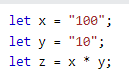 let x = "100";
let y = "10";
let z = x * y;